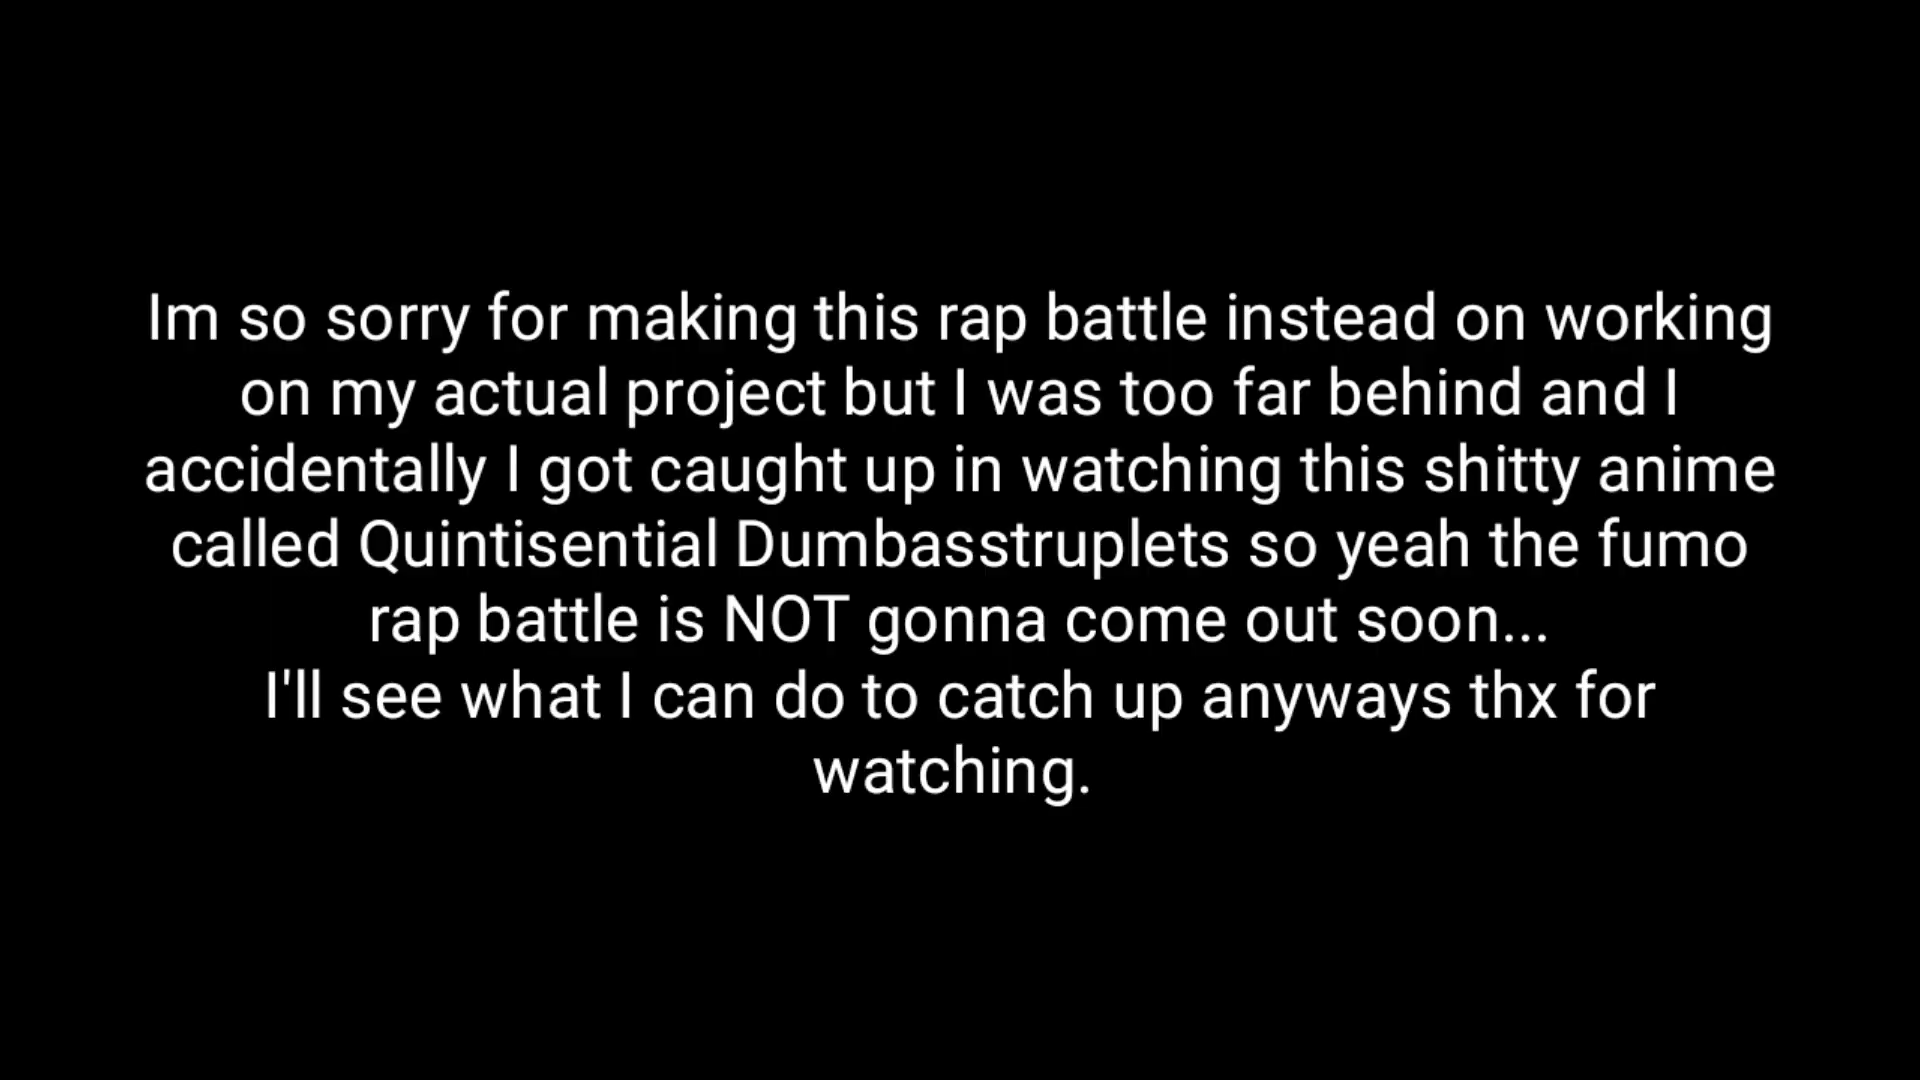 Im so sorry for making this rap battle instead on working
on my actual project but I was too far behind and I
accidentally I got caught up in watching this shitty anime
called Quintisential Dumbasstruplets so yeah the fumo
rap battle is NOT gonna come out soon...
I'll see what I can do to catch up anyways thx for
watching.